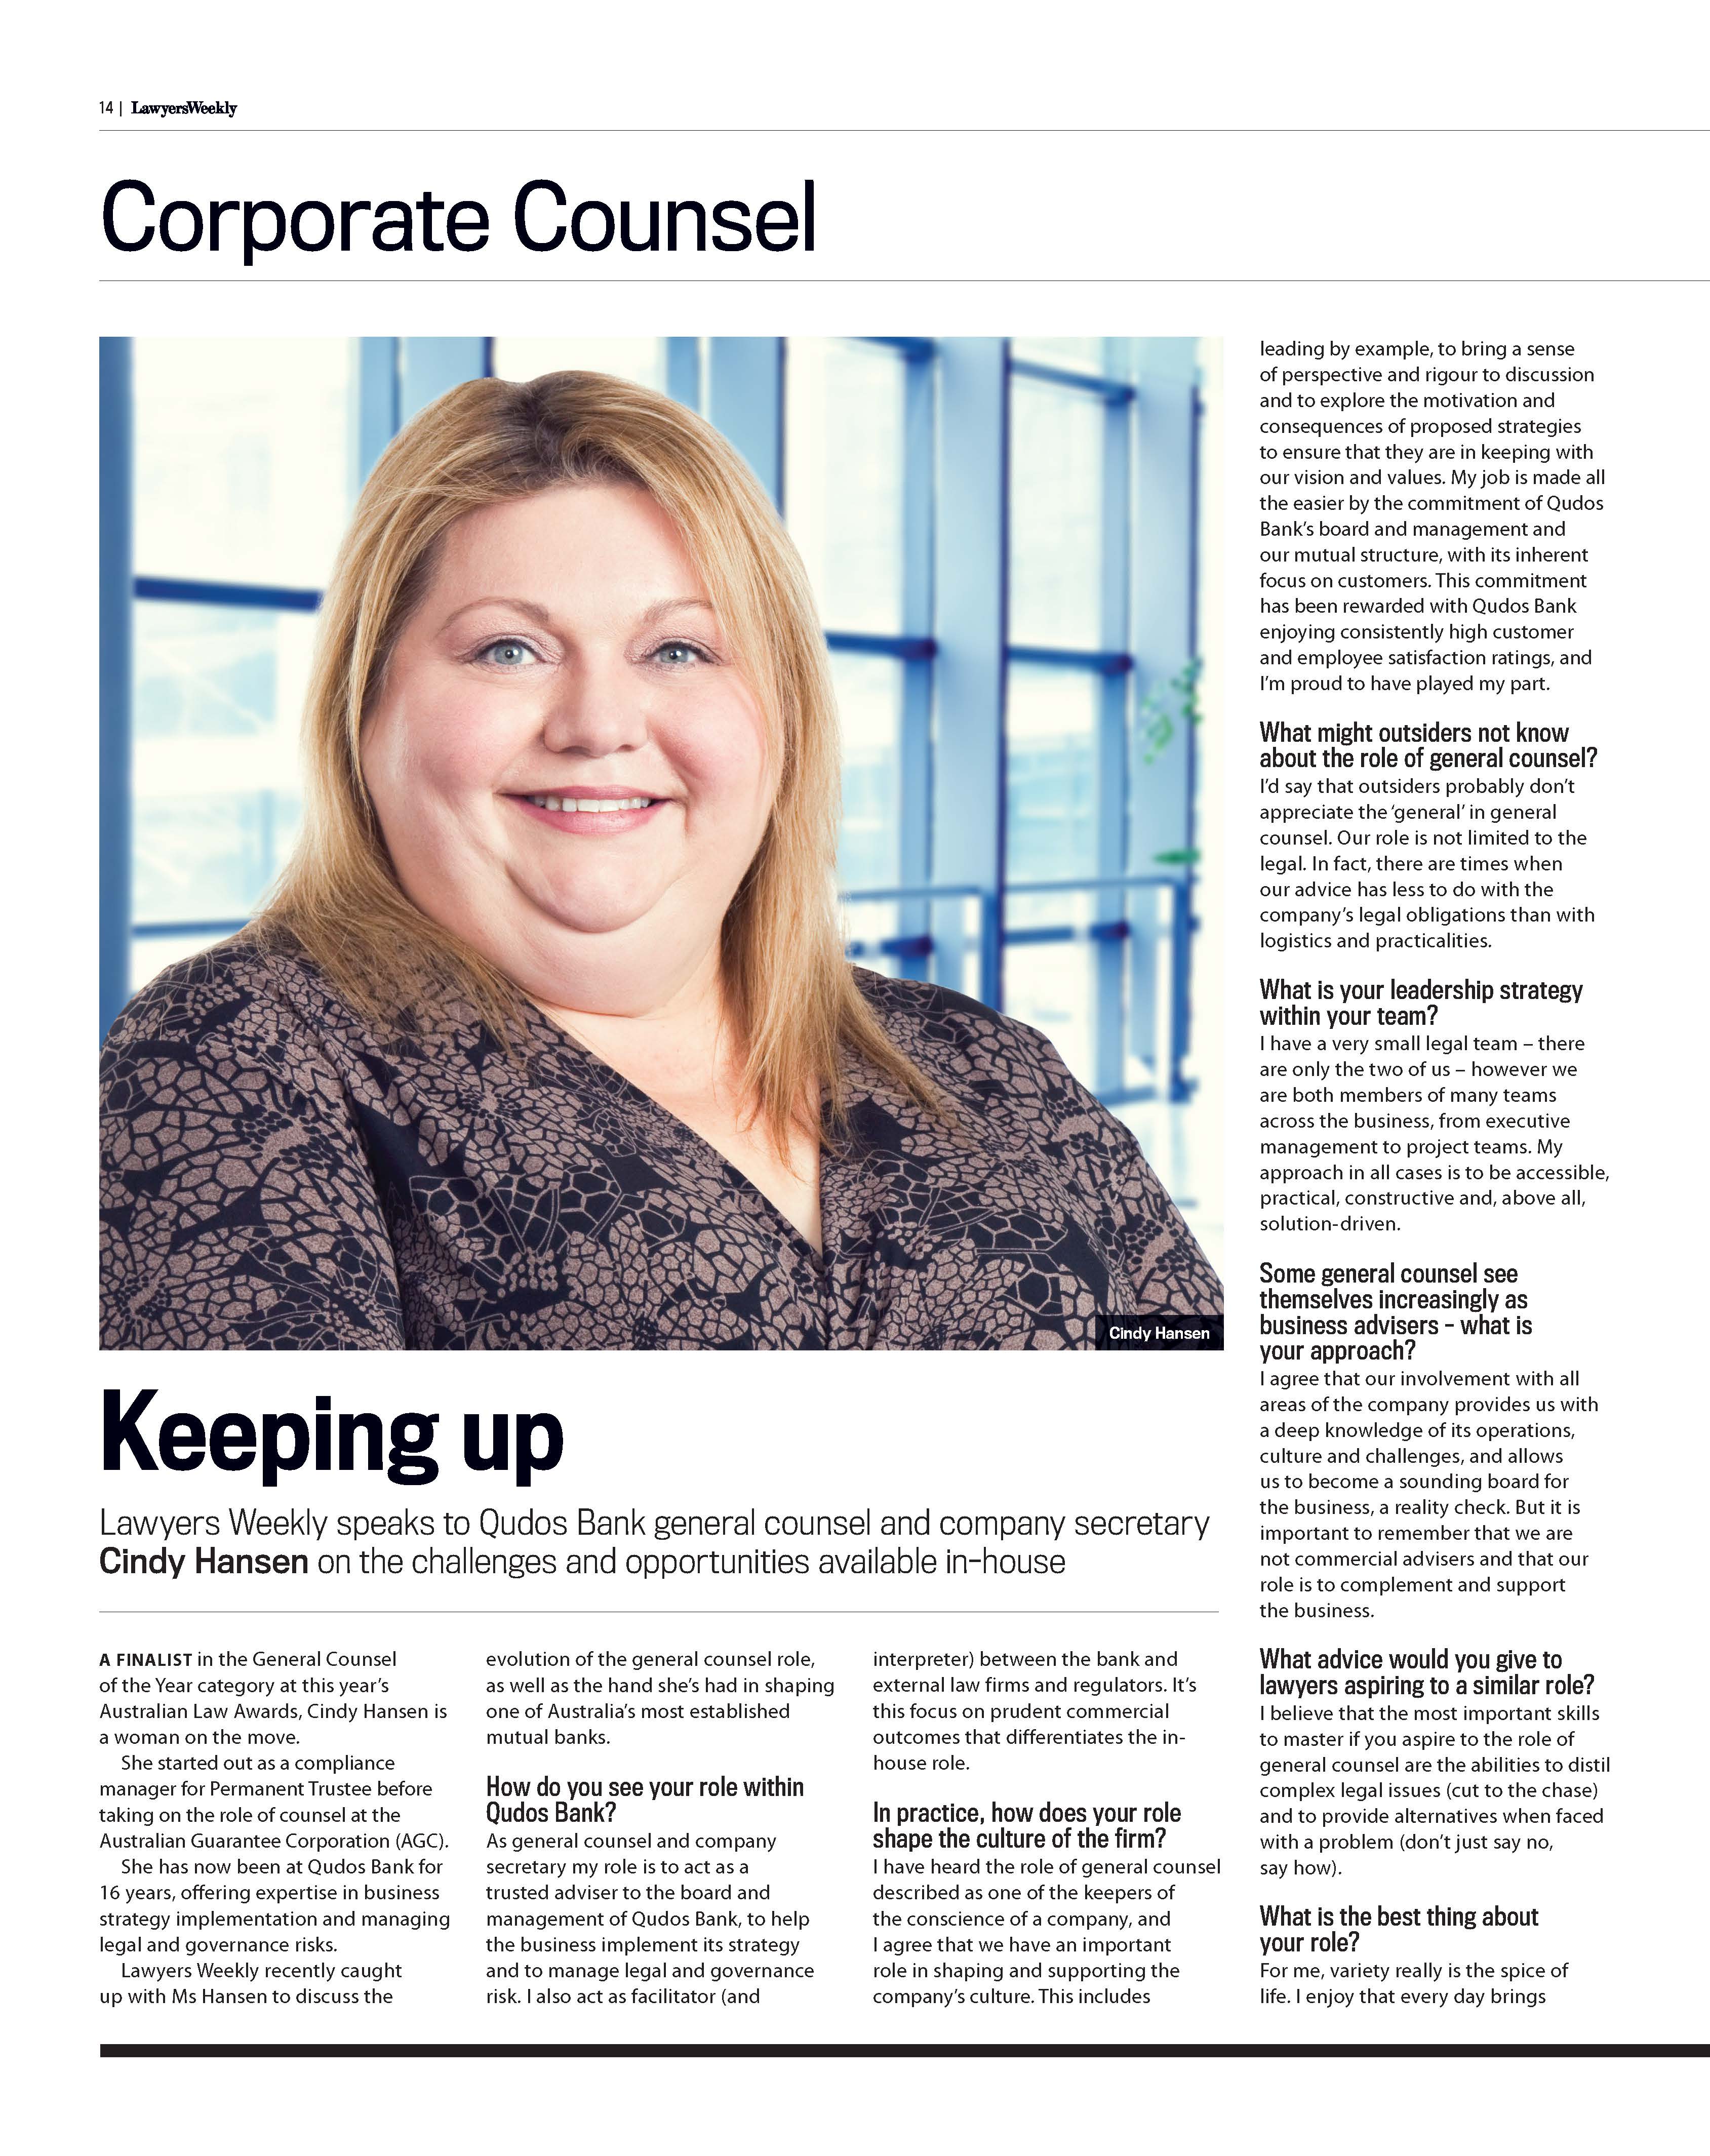 14 | LawyersWeekly
Corporate Counsel
Cindy Hansen
Keeping up
Lawyers Weekly speaks to Qudos Bank general counsel and company secretary
Cindy Hansen on the challenges and opportunities available in-house
A FINALIST in the General Counsel
of the Year category at this year's
Australian Law Awards, Cindy Hansen is
a woman on the move.
She started out as a compliance
manager for Permanent Trustee before
taking on the role of counsel at the
Australian Guarantee Corporation (AGC).
She has now been at Qudos Bank for
16 years, offering expertise in business
strategy implementation and managing
legal and governance risks.
Lawyers Weekly recently caught
up with Ms Hansen to discuss the
evolution of the general counsel role,
as well as the hand she's had in shaping
one of Australia's most established
mutual banks.
How do you see your role within
Qudos Bank?
As general counsel and company
secretary my role is to act as a
trusted adviser to the board and
management of Qudos Bank, to help
the business implement its strategy
and to manage legal and governance
risk. I also act as facilitator (and
interpreter) between the bank and
external law firms and regulators. It's
this focus on prudent commercial
outcomes that differentiates the in-
house role.
In practice, how does your role
shape the culture of the firm?
I have heard the role of general counsel
described as one of the keepers of
the conscience of a company, and
I agree that we have an important
role in shaping and supporting the
company's culture. This includes
leading by example, to bring a sense
of perspective and rigour to discussion
and to explore the motivation and
consequences of proposed strategies
to ensure that they are in keeping with
our vision and values. My job is made all
the easier by the commitment of Qudos
Bank's board and management and
our mutual structure, with its inherent
focus on customers. This commitment
has been rewarded with Qudos Bank
enjoying consistently high customer
and employee satisfaction ratings, and
I'm proud to have played my part.
What might outsiders not know
about the role of general counsel?
I'd say that outsiders probably don't
appreciate the 'general' in general
counsel. Our role is not limited to the
legal. In fact, there are times when
our advice has less to do with the
company's legal obligations than with
logistics and practicalities.
What is your leadership strategy
within your team?
I have a very small legal team – there
are only the two of us – however we
are both members of many teams
across the business, from executive
management to project teams. My
approach in all cases is to be accessible,
practical, constructive and, above all,
solution-driven.
Some general counsel see
themselves increasingly as
business advisers – what is
your approach?
I agree that our involvement with all
areas of the company provides us with
a deep knowledge of its operations,
culture and challenges, and allows
us to become a sounding board for
the business, a reality check. But it is
important to remember that we are
not commercial advisers and that our
role is to complement and support
the business.
What advice would you give to
lawyers aspiring to a similar role?
I believe that the most important skills
to master if you aspire to the role of
general counsel are the abilities to distil
complex legal issues (cut to the chase)
and to provide alternatives when faced
with a problem (don't just say no,
say how).
What is the best thing about
your role?
For me, variety really is the spice of
life. I enjoy that every day brings